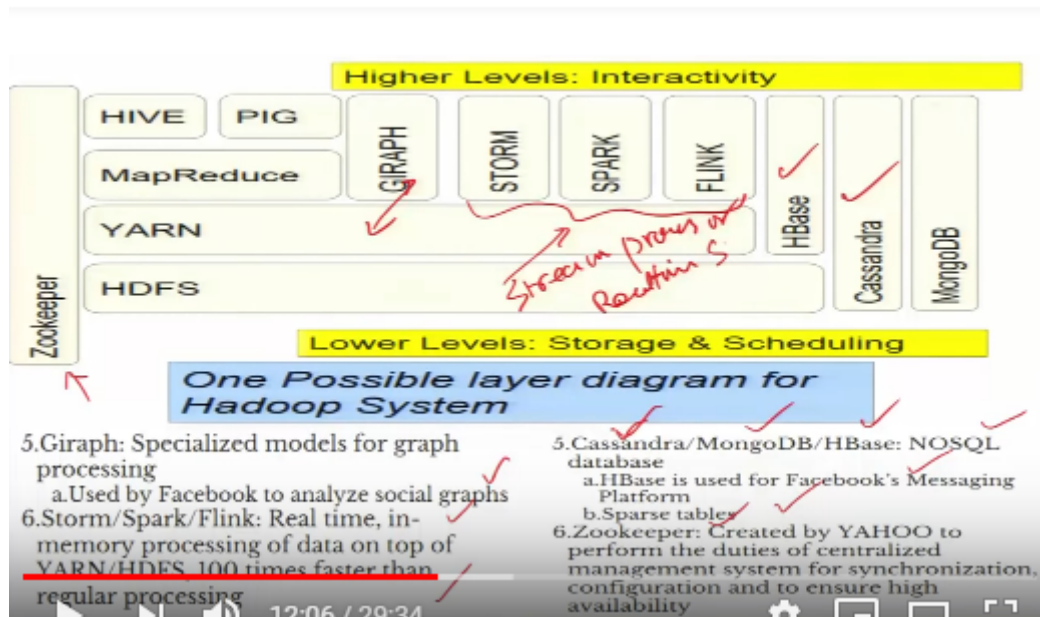 Higher Levels: Interactivity
HIVE
PIG
MapReduce
YARN
HDFS
Zookeeper
GIRAPH
STORM
SPARK
FLINK
HBase
Cassandra
MongoDB
Stream process or
Lower Levels: Storage & Scheduling
One Possible layer diagram for
Hadoop System
5.Giraph: Specialized models for graph
processing
a.Used by Facebook to analyze social graphs
6.Storm/Spark/Flink: Real time, in-
memory processing of data on top of
YARN/HDFS, 100 times faster than
regular processing
5.Cassandra/MongoDB/HBase: NOSQL
database
a.HBase is used for Facebook's Messaging
Platform
b.Sparse tables
6.Zookeeper: Created by YAHOO to
perform the duties of centralized
management system for synchronization,
configuration and to ensure high
availability
12:06 / 29:34